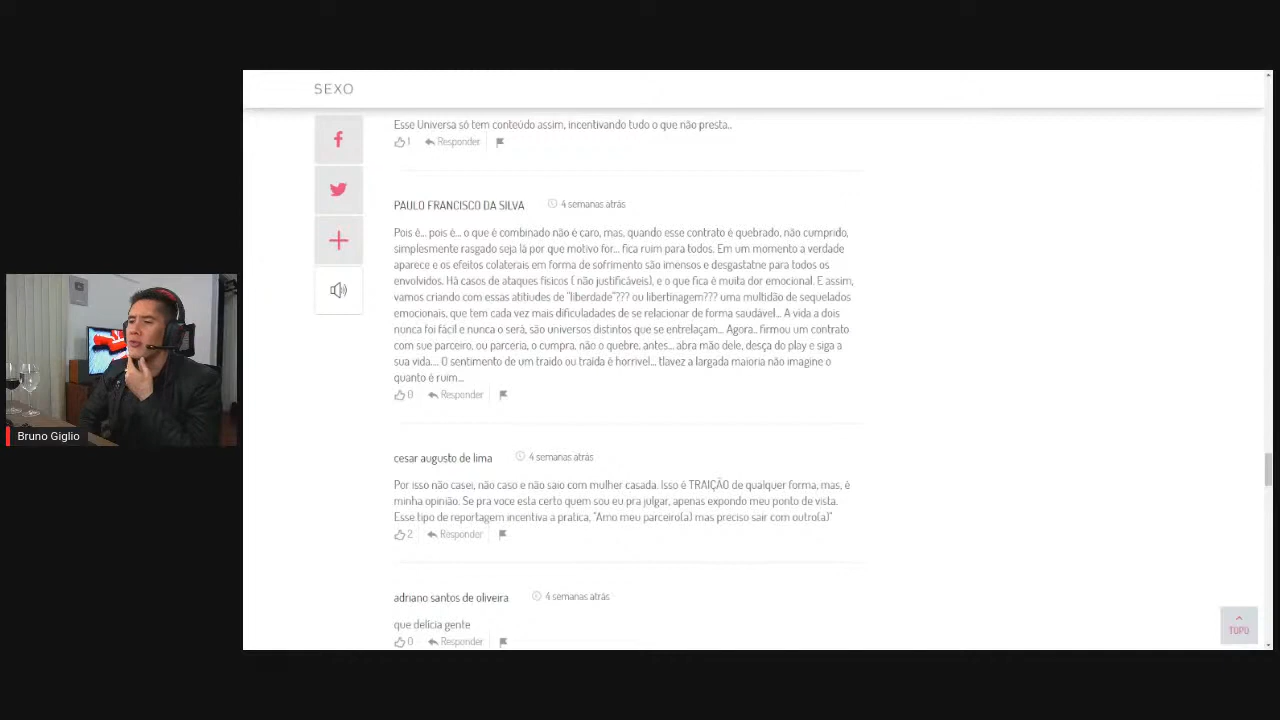 SEXO
Esse Universa só tem conteúdo assim, incentivando tudo o que não presta..
1 Responder
PAULO FRANCISCO DA SILVA 4 semanas atrás
Pois é... pois é... o que é combinado não é caro, mas, quando esse contrato é quebrado, não cumprido,
simplesmente rasgado seja lá por que motivo for... fica ruim para todos. Em um momento a verdade
aparece e os efeitos colaterais em forma de sofrimento são imensos e desgastatne para todos os
envolvidos. Há casos de ataques físicos ( não justificáveis), e o que fica é muita dor emocional. E assim,
vamos criando com essas atitiudes de "liberdade"??? ou libertinagem??? uma multidão de sequelados
emocionais, que tem cada vez mais dificuladades de se relacionar de forma saudável... A vida a dois
nunca foi fácil e nunca o será, são universos distintos que se entrelaçam... Agora.. firmou um contrato
com sue parceiro, ou parceria, o cumpra, não o quebre, antes... abra mão dele, desça do play e siga a
sua vida.... O sentimento de um traido ou traída é horrivel... tlavez a largada maioria não imagine o
quanto é ruim...
0 Responder
cesar augusto de lima 4 semanas atrás
Por isso não casei, não caso e não saio com mulher casada. Isso é TRAIÇÃO de qualquer forma, mas, é
minha opinião. Se pra voce esta certo quem sou eu pra julgar, apenas expondo meu ponto de vista.
Esse tipo de reportagem incentiva a pratica, "Amo meu parceiro(a) mas preciso sair com outro(a)"
2 Responder
adriano santos de oliveira 4 semanas atrás
que delícia gente
0 Responder
TOPO
Bruno Giglio